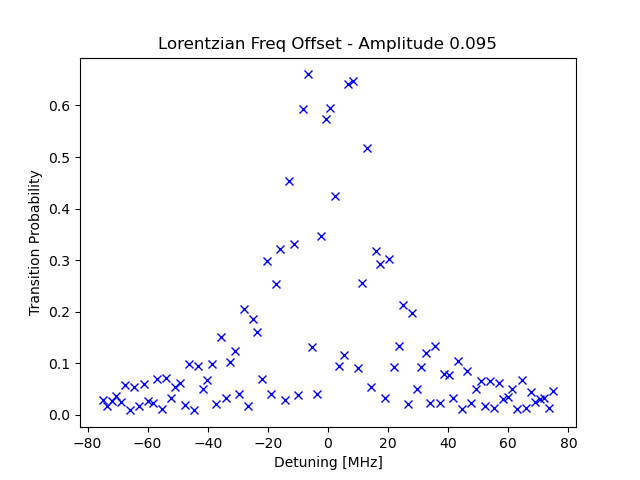 Lorentzian Freq Offset - Amplitude 0.095
Transition Probability
0.6
0.5
0.4
0.3
0.2
0.1
0.0
−80 −60 −40 −20 0 20 40 60 80
Detuning [MHz]